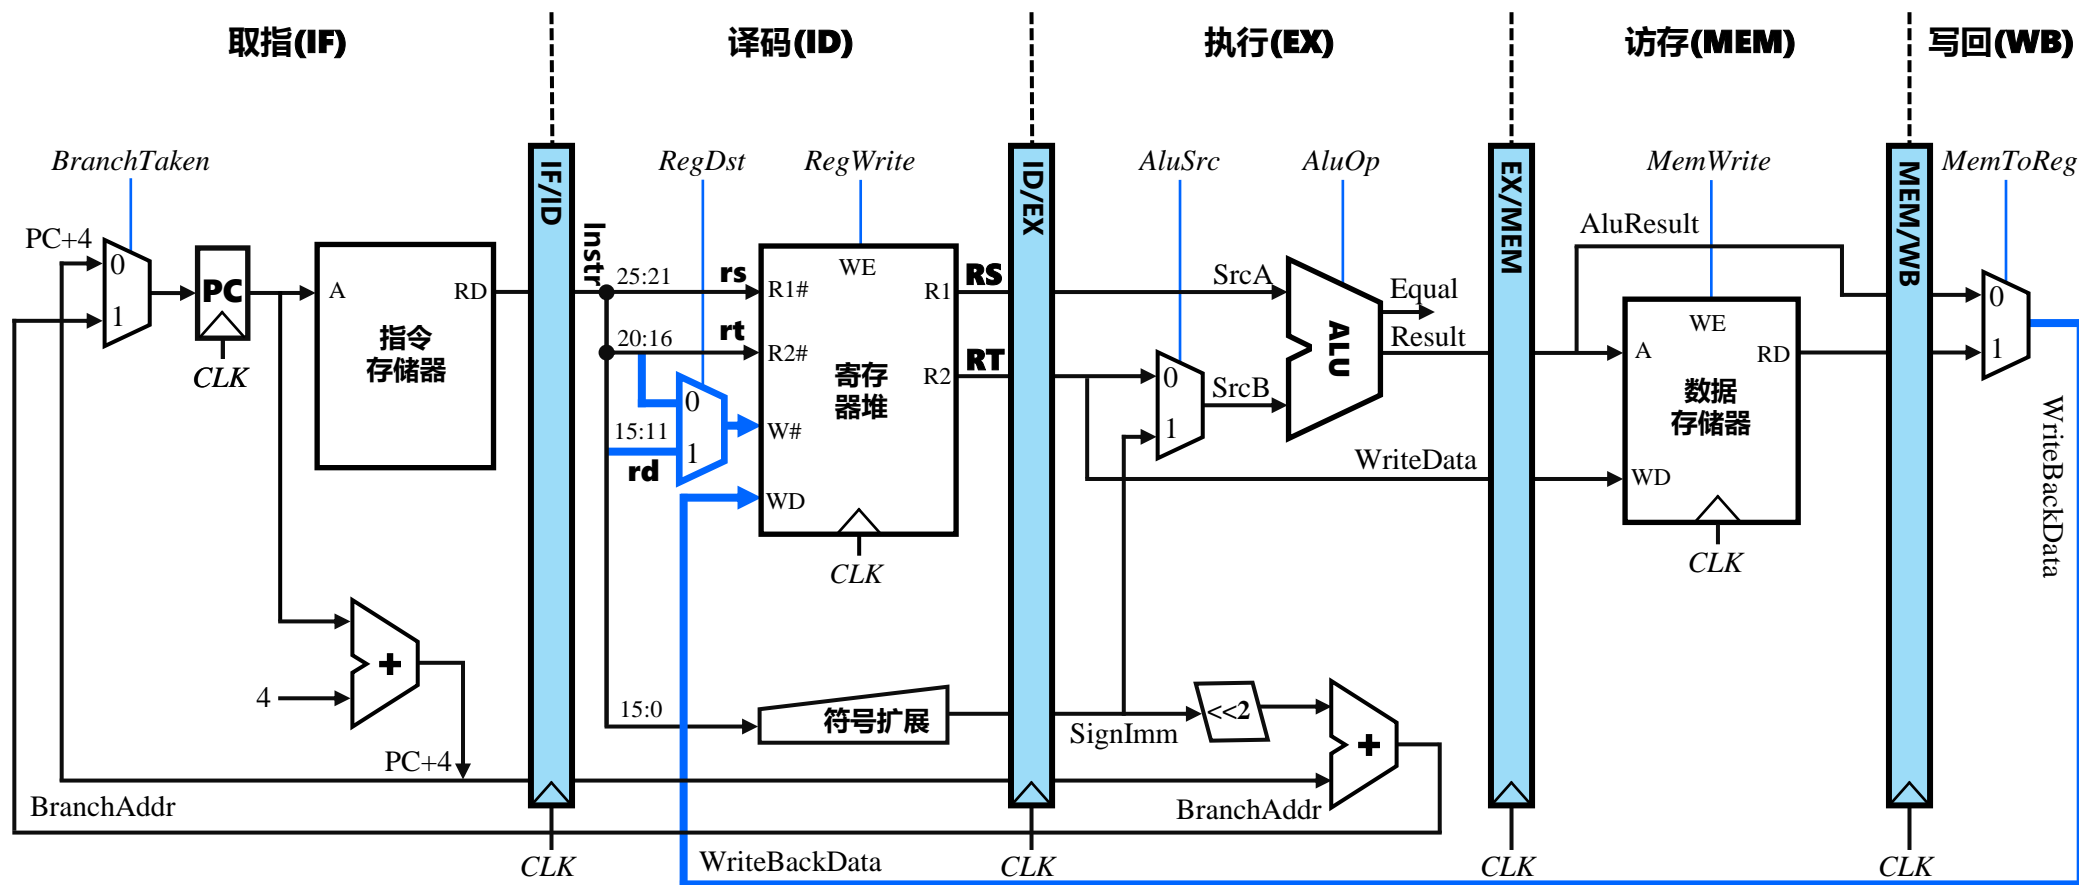 取指(IF)
译码(ID)
执行(EX)
访存(MEM)
写回(WB)
BranchTaken
RegDst
RegWrite
AluSrc
AluOp
MemWrite
MemToReg
IF/ID
ID/EX
EX/MEM
MEM/WB
PC+4
0
1
PC
CLK
A
RD
指令
存储器
Instr
25:21
rs
20:16
rt
0
15:11
1
rd
WE
R1#
R1
R2#
R2
寄存
器堆
W#
WD
CLK
RS
RT
SrcA
0
1
SrcB
ALU
Equal
Result
WriteData
AluResult
WE
A
RD
数据
存储器
WD
CLK
0
1
WriteBackData
4
+
PC+4
15:0
符号扩展
SignImm
<<2
+
BranchAddr
BranchAddr
WriteBackData
CLK
CLK
CLK
CLK